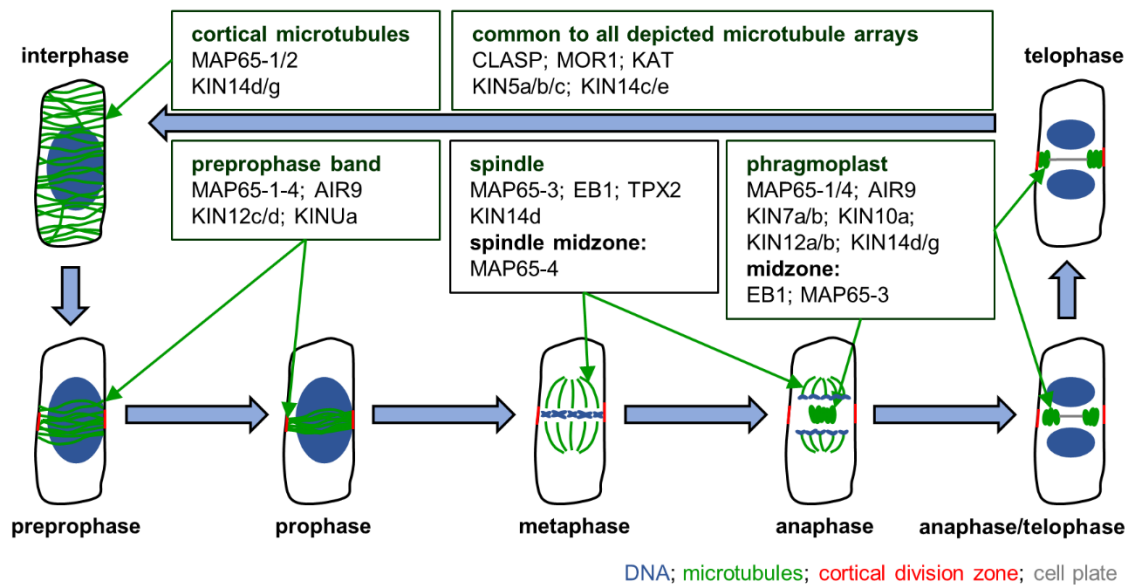 interphase
cortical microtubules
MAP65-1/2
KIN14d/g
common to all depicted microtubule arrays
CLASP; MOR1; KAT
KIN5a/b/c; KIN14c/e
telophase
preprophase band
MAP65-1-4; AIR9
KIN12c/d; KINUa
spindle
MAP65-3; EB1; TPX2
KIN14d
spindle midzone:
MAP65-4
phragmoplast
MAP65-1/4; AIR9
KIN7a/b; KIN10a;
KIN12a/b; KIN14d/g
midzone:
EB1; MAP65-3
preprophase
prophase
metaphase
anaphase
anaphase/telophase
DNA; microtubules; cortical division zone; cell plate